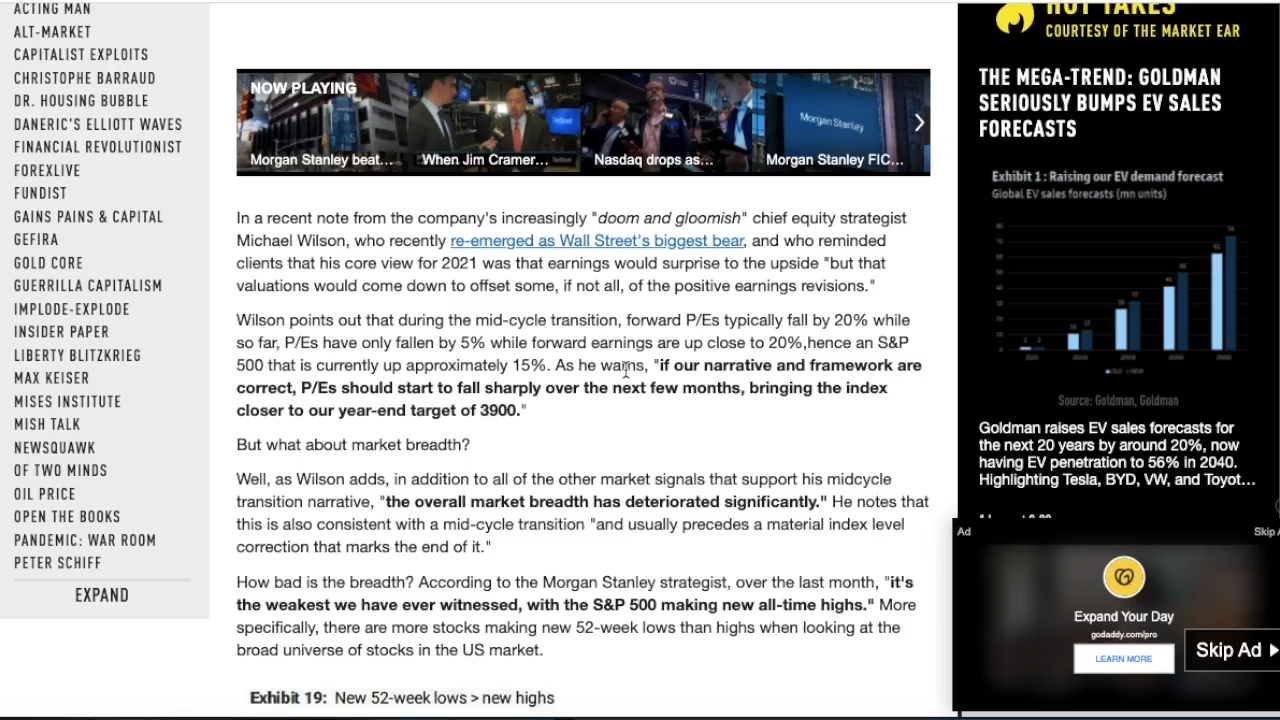 ACTING MAN
ALT-MARKET
CAPITALIST EXPLOITS
CHRISTOPHE BARRAUD
DR. HOUSING BUBBLE
DANERIC'S ELLIOTT WAVES
FINANCIAL REVOLUTIONIST
FOREXLIVE
FUNDIST
GAINS PAINS & CAPITAL
GEFIRA
GOLD CORE
GUERRILLA CAPITALISM
IMPLODE-EXPLODE
INSIDER PAPER
LIBERTY BLITZKRIEG
MAX KEISER
MISES INSTITUTE
MISH TALK
NEWSQUAWK
OF TWO MINDS
OIL PRICE
OPEN THE BOOKS
PANDEMIC: WAR ROOM
PETER SCHIFF
EXPAND
NOW PLAYING
Morgan Stanley
Morgan Stanley beat...
When Jim Cramer...
Nasdaq drops as...
Morgan Stanley FIC...
In a recent note from the company's increasingly "doom and gloomish" chief equity strategist
Michael Wilson, who recently re-emerged as Wall Street's biggest bear, and who reminded
clients that his core view for 2021 was that earnings would surprise to the upside "but that
valuations would come down to offset some, if not all, of the positive earnings revisions."
Wilson points out that during the mid-cycle transition, forward P/Es typically fall by 20% while
so far, P/Es have only fallen by 5% while forward earnings are up close to 20%,hence an S&P
500 that is currently up approximately 15%. As he warns, "if our narrative and framework are
correct, P/Es should start to fall sharply over the next few months, bringing the index
closer to our year-end target of 3900."
But what about market breadth?
Well, as Wilson adds, in addition to all of the other market signals that support his midcycle
transition narrative, "the overall market breadth has deteriorated significantly." He notes that
this is also consistent with a mid-cycle transition "and usually precedes a material index level
correction that marks the end of it."
How bad is the breadth? According to the Morgan Stanley strategist, over the last month, "it's
the weakest we have ever witnessed, with the S&P 500 making new all-time highs." More
specifically, there are more stocks making new 52-week lows than highs when looking at the
broad universe of stocks in the US market.
Exhibit 19: New 52-week lows > new highs
HOT TAKES
COURTESY OF THE MARKET EAR
THE MEGA-TREND: GOLDMAN
SERIOUSLY BUMPS EV SALES
FORECASTS
Exhibit 1 : Raising our EV demand forecast
Global EV sales forecasts (mn units)
Source: Goldman, Goldman
Goldman raises EV sales forecasts for
the next 20 years by around 20%, now
having EV penetration to 56% in 2040.
Highlighting Tesla, BYD, VW, and Toyot...
Ad
Skip
Expand Your Day
godaddy.com/pro
LEARN MORE
Skip Ad